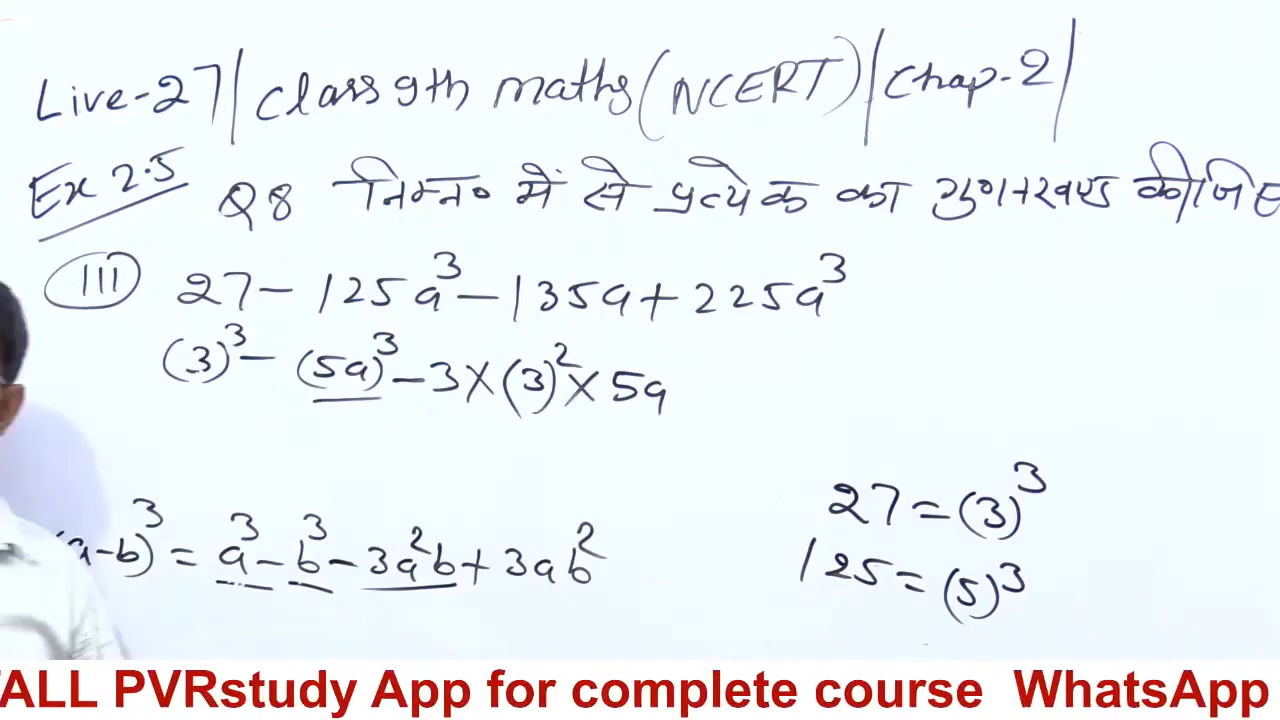 Live-27 | Class 9th maths (NCERT) | Chap-2 |
Ex 2.5 Q8 निम्न० में से प्रत्येक का गुणनखण्ड कीजिए
III 27 - 125a³ - 135a + 225a³
(3)³ - (5a)³ - 3 × (3)² × 5a
27 = (3)³
a-b)³ = a³ - b³ - 3a²b + 3ab²
125 = (5)³
ALL PVRstudy App for complete course WhatsApp